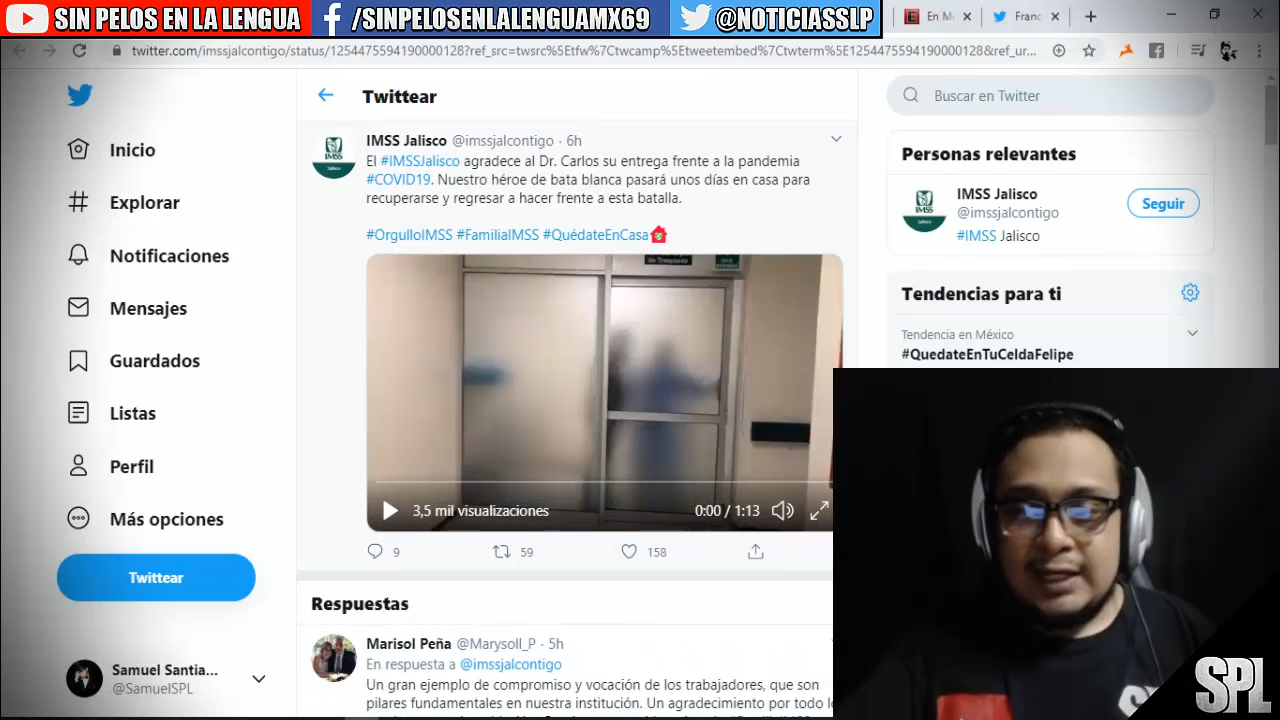 SIN PELOS EN LA LENGUA
/SINPELOSENLALENGUAMX69
@NOTICIASSLP
En M
Franc
twitter.com/imssjalcontigo/status/1254475594190000128?ref_src=twsrc%5Etfw%7Ctwcamp%5Etweetembed%7Ctwterm%5E1254475594190000128&ref_ur...
Inicio
Explorar
Notificaciones
Mensajes
Guardados
Listas
Perfil
Más opciones
Twittear
Samuel Santia...
@SamuelSPL
Twittear
IMSS Jalisco @imssjalcontigo · 6h
El #IMSSJalisco agradece al Dr. Carlos su entrega frente a la pandemia
#COVID19. Nuestro héroe de bata blanca pasará unos días en casa para
recuperarse y regresar a hacer frente a esta batalla.
#OrgulloIMSS #FamiliaIMSS #QuédateEnCasa
3,5 mil visualizaciones
0:00 / 1:13
9
59
158
Respuestas
Marisol Peña @Marysoll_P · 5h
En respuesta a @imssjalcontigo
Un gran ejemplo de compromiso y vocación de los trabajadores, que son
pilares fundamentales en nuestra institución. Un agradecimiento por todo l
Buscar en Twitter
Personas relevantes
IMSS Jalisco
@imssjalcontigo
Seguir
#IMSS Jalisco
Tendencias para ti
Tendencia en México
#QuedateEnTuCeldaFelipe
SPL